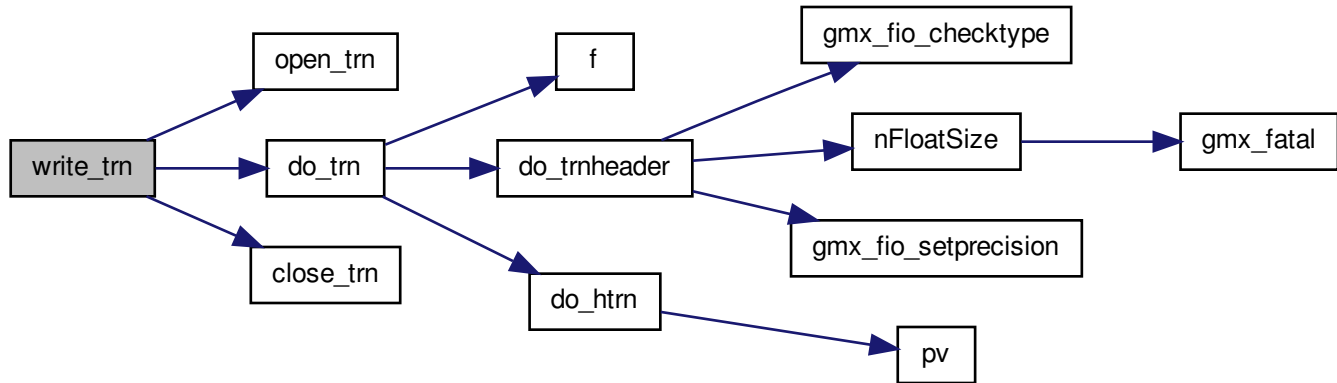 write_trn
open_trn
do_trn
close_trn
f
do_trnheader
do_htrn
gmx_fio_checktype
nFloatSize
gmx_fio_setprecision
pv
gmx_fatal